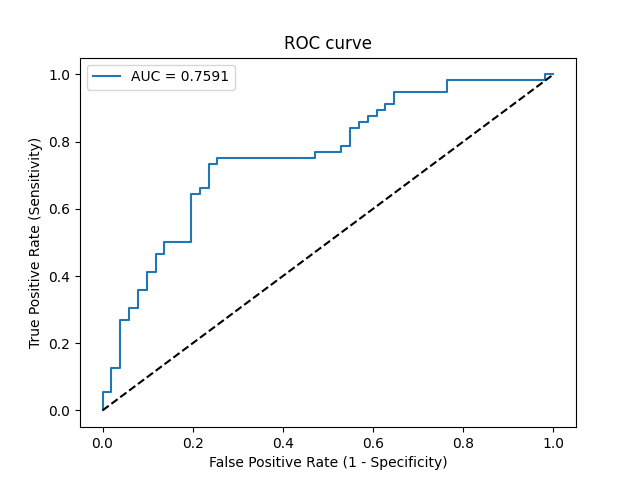 ROC curve
AUC = 0.7591
True Positive Rate (Sensitivity)
1.0
0.8
0.6
0.4
0.2
0.0
0.0 0.2 0.4 0.6 0.8 1.0
False Positive Rate (1 - Specificity)